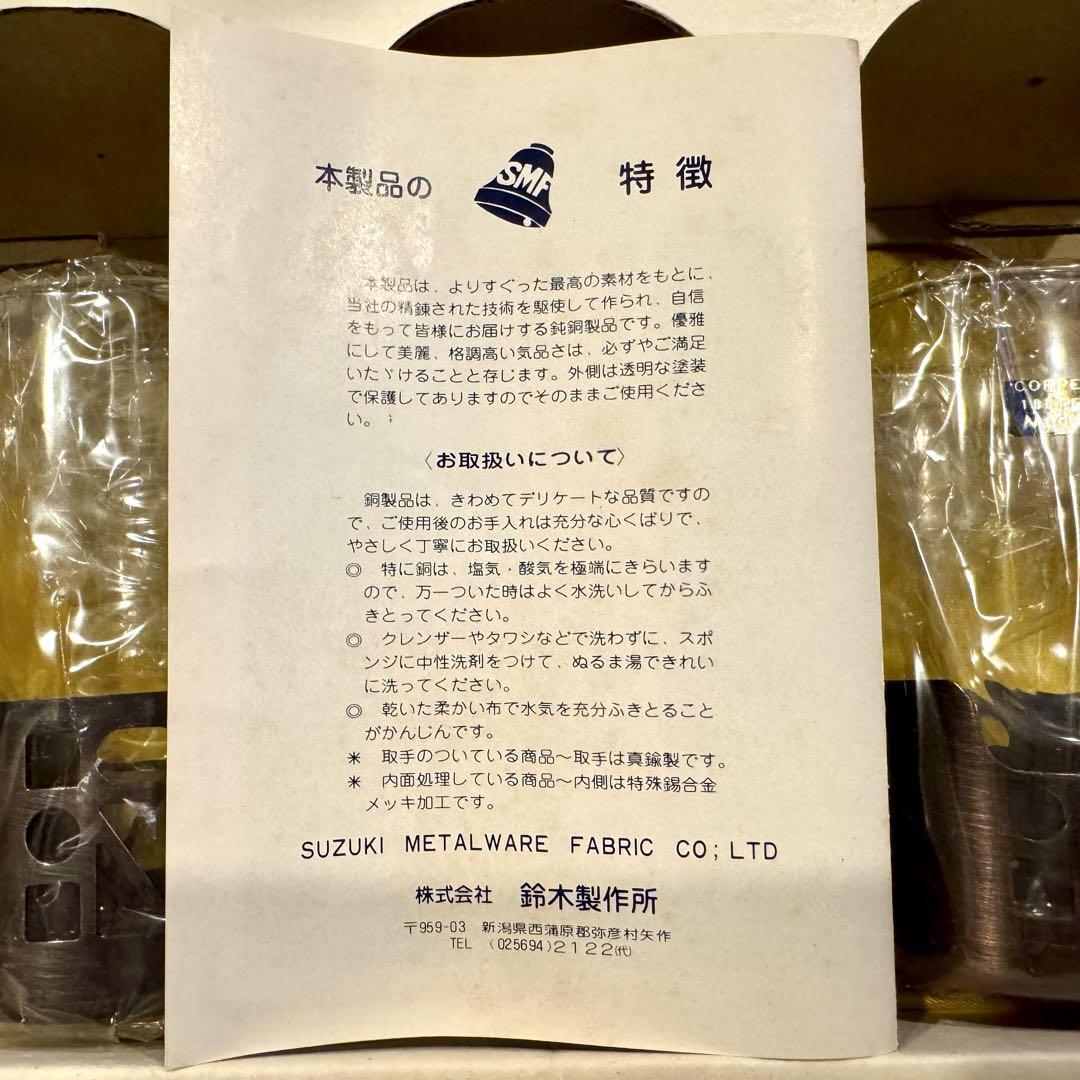 本製品の SMF 特徴
本製品は、よりすぐった最高の素材をもとに、
当社の精錬された技術を駆使して作られ、自信
をもって皆様にお届けする鈍銅製品です。優雅
にして美麗、格調高い気品さは、必ずやご満足
いたゞけることと存じます。外側は透明な塗装
で保護してありますのでそのままご使用くださ
い。
〈お取扱いについて〉
銅製品は、きわめてデリケートな品質ですの
で、ご使用後のお手入れは充分な心くばりで、
やさしく丁寧にお取扱いください。
◎ 特に銅は、塩気・酸気を極端にきらいます
ので、万一ついた時はよく水洗いしてからふ
きとってください。
◎ クレンザーやタワシなどで洗わずに、スポ
ンジに中性洗剤をつけて、ぬるま湯できれい
に洗ってください。
◎ 乾いた柔かい布で水気を充分ふきとること
がかんじんです。
＊ 取手のついている商品〜取手は真鍮製です。
＊ 内面処理している商品〜内側は特殊錫合金
メッキ加工です。
SUZUKI METALWARE FABRIC CO; LTD
株式会社 鈴木製作所
〒959-03 新潟県西蒲原郡弥彦村矢作
TEL (025694)2122(代)
COPPE